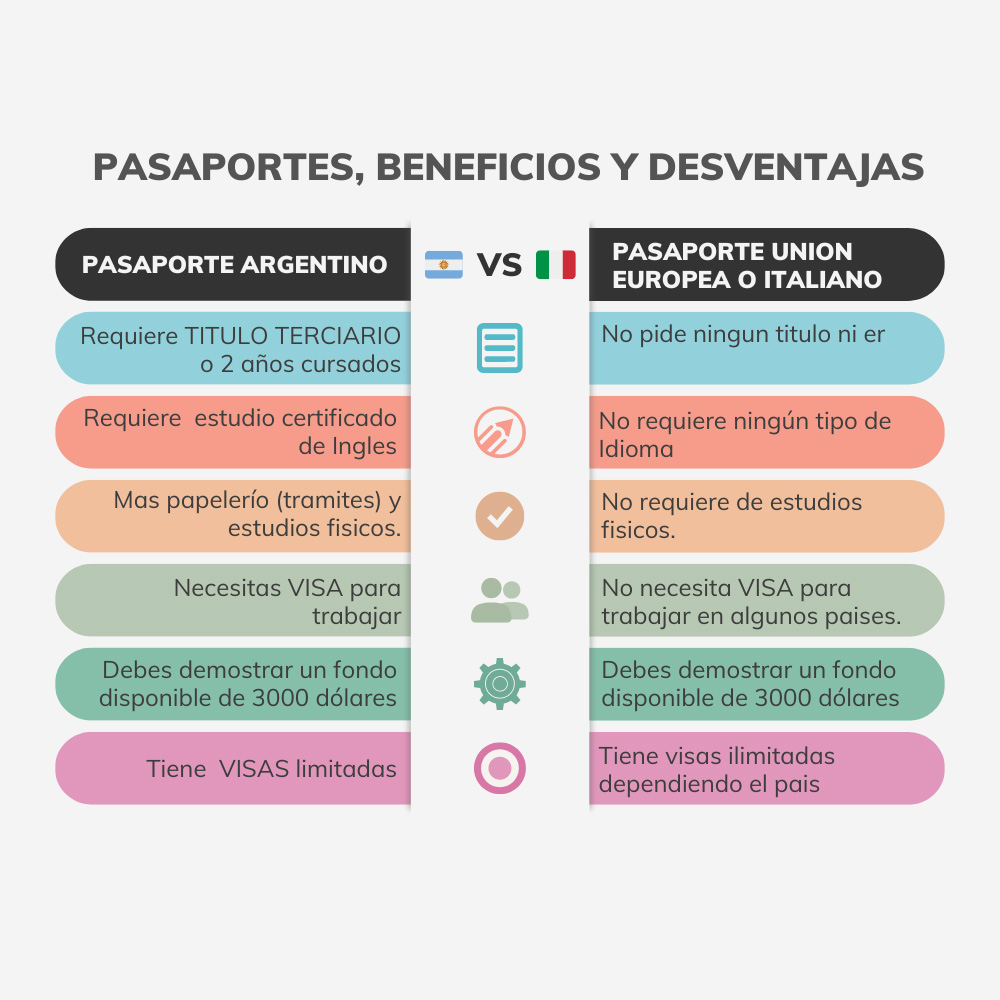 PASAPORTES, BENEFICIOS Y DESVENTAJAS
PASAPORTE ARGENTINO
VS
PASAPORTE UNION
EUROPEA O ITALIANO
Requiere TITULO TERCIARIO
o 2 años cursados
No pide ningun titulo ni er
Requiere  estudio certificado
de Ingles
No requiere ningún tipo de
Idioma
Mas papelerío (tramites) y
estudios fisicos.
No requiere de estudios
fisicos.
Necesitas VISA para
trabajar
No necesita VISA para
trabajar en algunos paises.
Debes demostrar un fondo
disponible de 3000 dólares
Debes demostrar un fondo
disponible de 3000 dólares
Tiene  VISAS limitadas
Tiene visas ilimitadas
dependiendo el pais